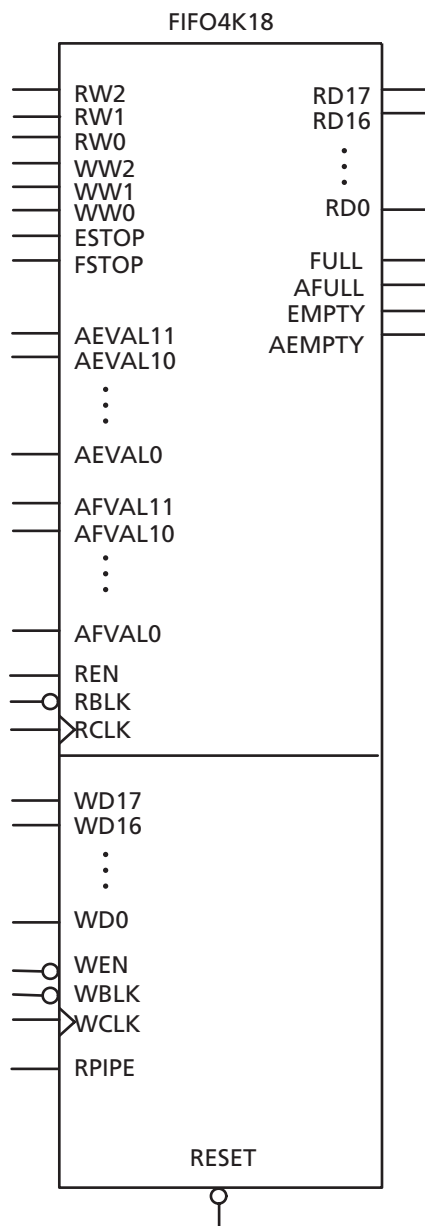 FIFO4K18
RW2
RW1
RW0
WW2
WW1
WW0
ESTOP
FSTOP
AEVAL11
AEVAL10
AEVAL0
AFVAL11
AFVAL10
AFVAL0
REN
RBLK
RCLK
WD17
WD16
WD0
WEN
WBLK
WCLK
RPIPE
RD17
RD16
RD0
FULL
AFULL
EMPTY
AEMPTY
RESET